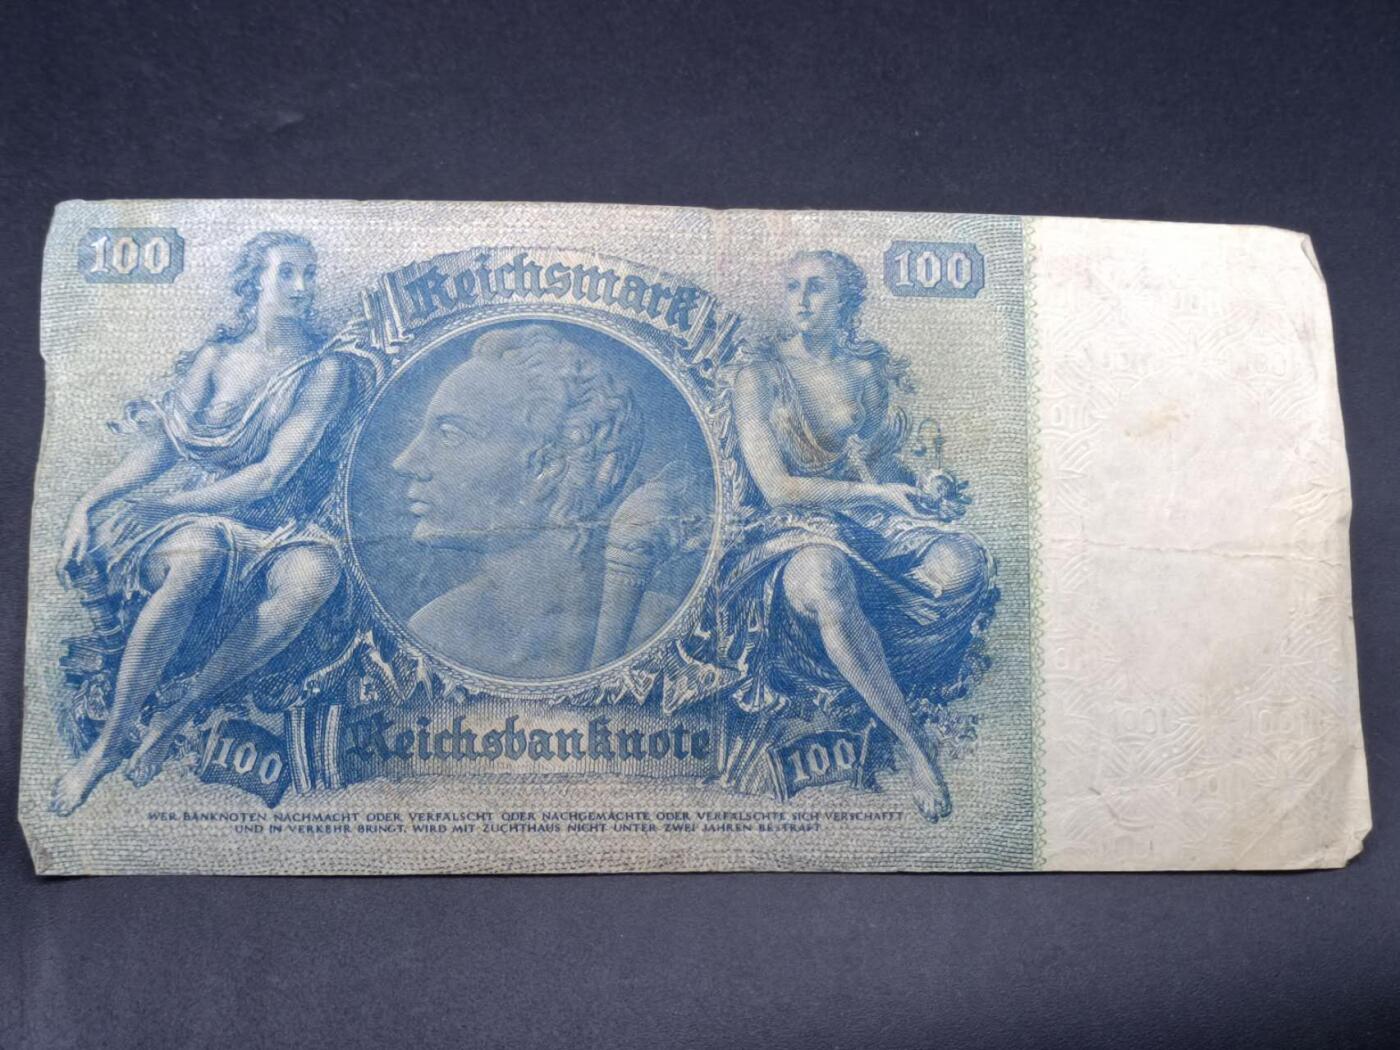 100
Reichsmark
100
Reichsbanknote
100
100
WER BANKNOTEN NACHMACHT ODER VERFÄLSCHT ODER NACHGEMACHTE ODER VERFÄLSCHTE SICH VERSCHAFFT
UND IN VERKEHR BRINGT, WIRD MIT ZUCHTHAUS NICHT UNTER ZWEI JAHREN BESTRAFT